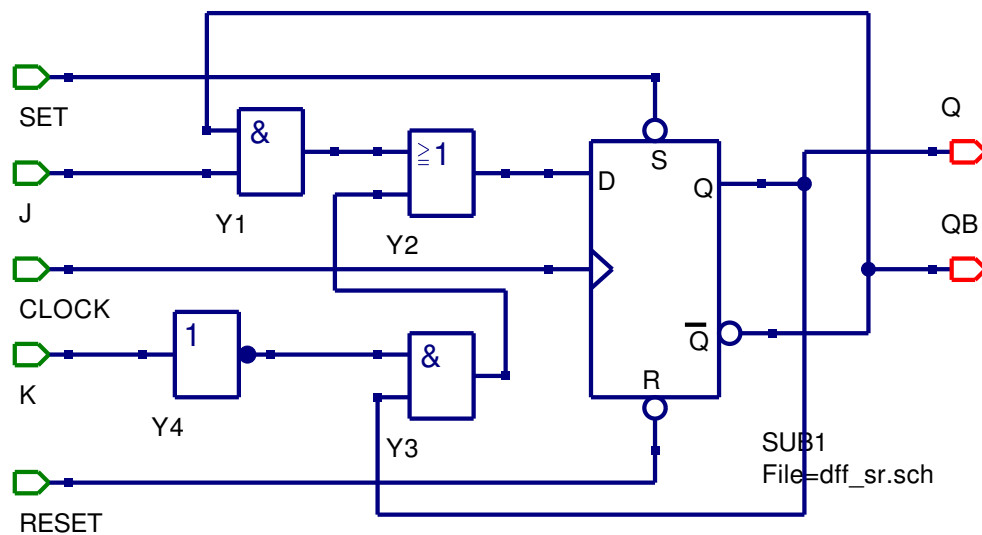 SET
J
CLOCK
K
RESET
&
Y1
≧1
Y2
1
Y4
&
Y3
S
D
Q
Q
R
SUB1
File=dff_sr.sch
Q
QB